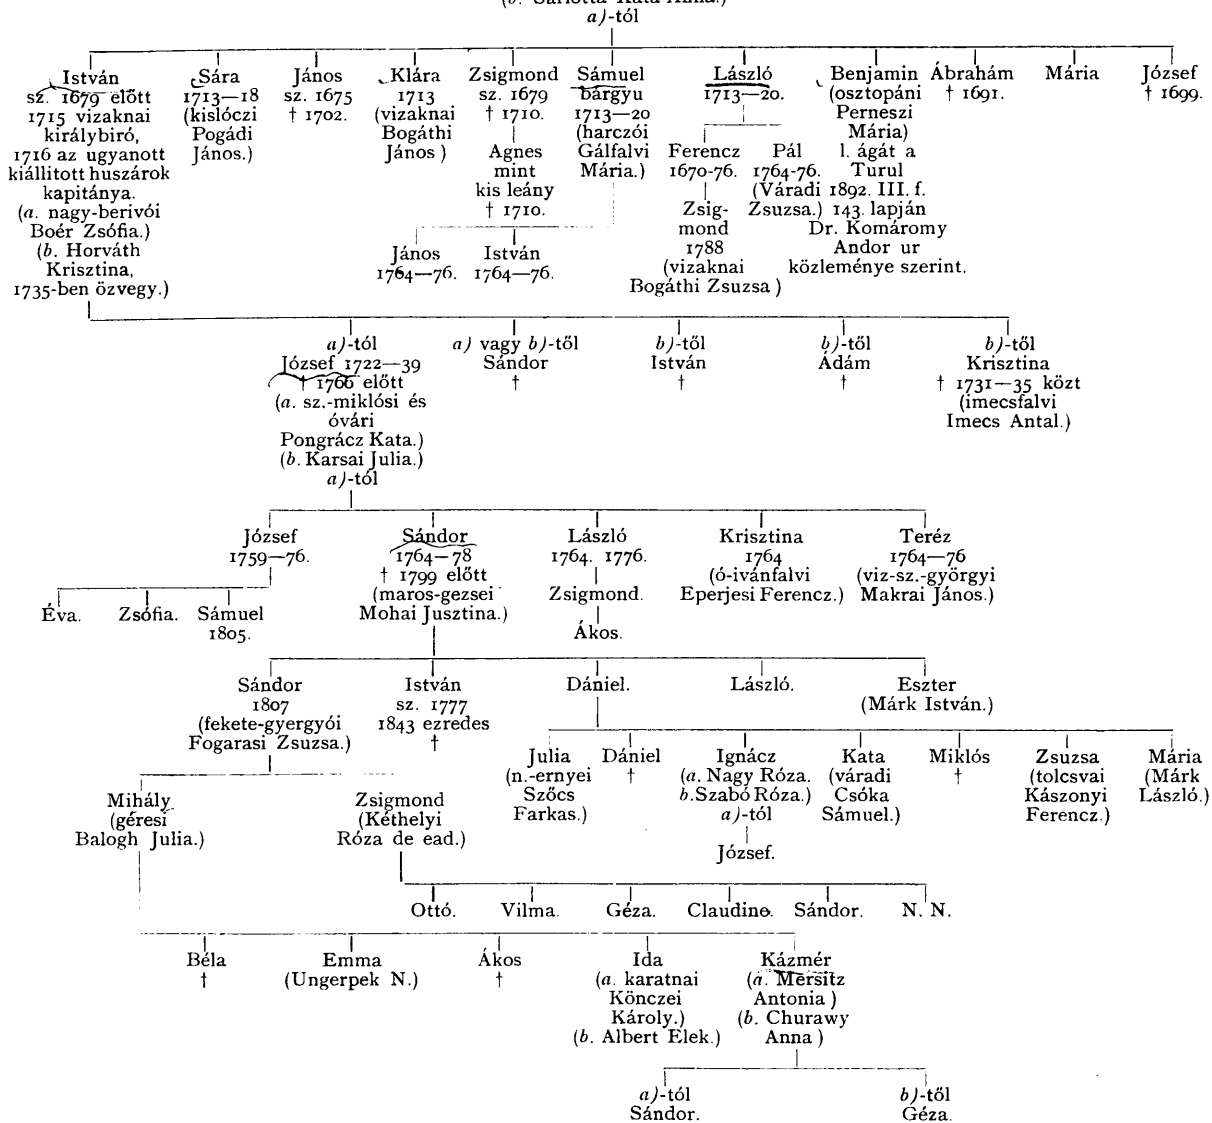 a)-tól
István
sz. 1679 előtt
1715 vizaknai
királybiró,
1716 az ugyanott
kiállitott huszárok
kapitánya.
(a. nagy-berivói
Boér Zsófia.)
(b. Horváth
Krisztina,
1735-ben özvegy.)
Sára
1713—18
(kislóczi
Pogádi
János.)
János
sz. 1675
† 1702.
Klára
1713
(vizaknai
Bogáthi
János )
Zsigmond
sz. 1679
† 1710.
Agnes
mint
kis leány
† 1710.
Sámuel
bárgyu
1713—20
(harczói
Gálfalvi
Mária.)
János
1764—76.
István
1764—76.
László
1713—20.
Ferencz
1670-76.
Zsig-
mond
1788
(vizaknai
Bogáthi Zsuzsa )
Pál
1764-76.
(Váradi
Zsuzsa.)
Benjamin
(osztopáni
Perneszi
Mária)
l. ágát a
Turul
1892. III. f.
143. lapján
Dr. Komáromy
Andor ur
közleménye szerint.
Ábrahám
† 1691.
Mária
József
† 1699.
a)-tól
József 1722—39
† 1766 előtt
(a. sz.-miklósi és
óvári
Pongrácz Kata.)
(b. Karsai Julia.)
a)-tól
a) vagy b)-től
Sándor
†
b)-től
István
†
b)-től
Ádám
†
b)-től
Krisztina
† 1731—35 közt
(imecsfalvi
Imecs Antal.)
József
1759—76.
Sándor
1764—78
† 1799 előtt
(maros-gezsei
Mohai Jusztina.)
László
1764. 1776.
Zsigmond.
Ákos.
Krisztina
1764
(ó-ivánfalvi
Eperjesi Ferencz.)
Teréz
1764—76
(viz-sz.-györgyi
Makrai János.)
Éva.
Zsófia.
Sámuel
1805.
Sándor
1807
(fekete-gyergyói
Fogarasi Zsuzsa.)
István
sz. 1777
1843 ezredes
†
Dániel.
László.
Eszter
(Márk István.)
Julia
(n.-ernyei
Szőcs
Farkas.)
Dániel
†
Ignácz
(a. Nagy Róza.
b. Szabó Róza.)
a)-tól
József.
Kata
(váradi
Csóka
Sámuel.)
Miklós
†
Zsuzsa
(tolcsvai
Kászonyi
Ferencz.)
Mária
(Márk
László.)
Mihály
(géresi
Balogh Julia.)
Zsigmond
(Kéthelyi
Róza de ead.)
Ottó.
Vilma.
Géza.
Claudine.
Sándor.
N. N.
Béla
†
Emma
(Ungerpek N.)
Ákos
†
Ida
(a. karatnai
Könczei
Károly.)
(b. Albert Elek.)
Kázmér
(a. Mersitz
Antonia )
(b. Churawy
Anna )
a)-tól
Sándor.
b)-től
Géza.